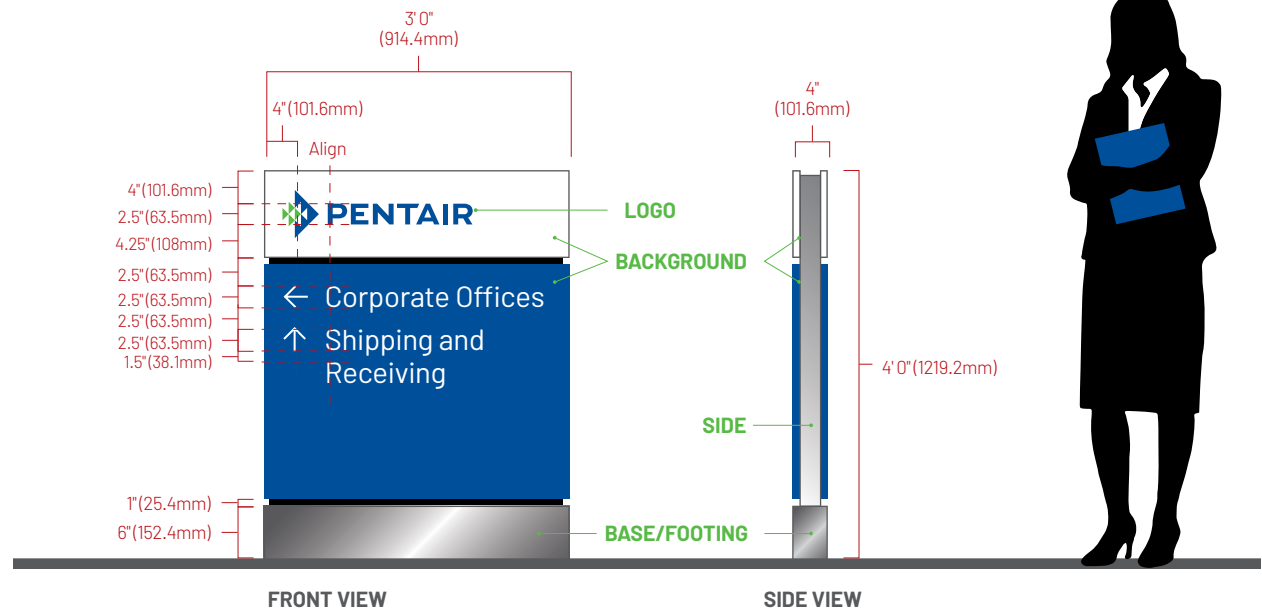 3' 0"
(914.4mm)
4"
(101.6mm)
4"(101.6mm)
Align
4"(101.6mm)
2.5"(63.5mm)
4.25"(108mm)
PENTAIR
LOGO
BACKGROUND
2.5"(63.5mm)
2.5"(63.5mm)
2.5"(63.5mm)
2.5"(63.5mm)
1.5"(38.1mm)
← Corporate Offices
↑ Shipping and
Receiving
4' 0"(1219.2mm)
SIDE
1"(25.4mm)
6"(152.4mm)
BASE/FOOTING
FRONT VIEW
SIDE VIEW